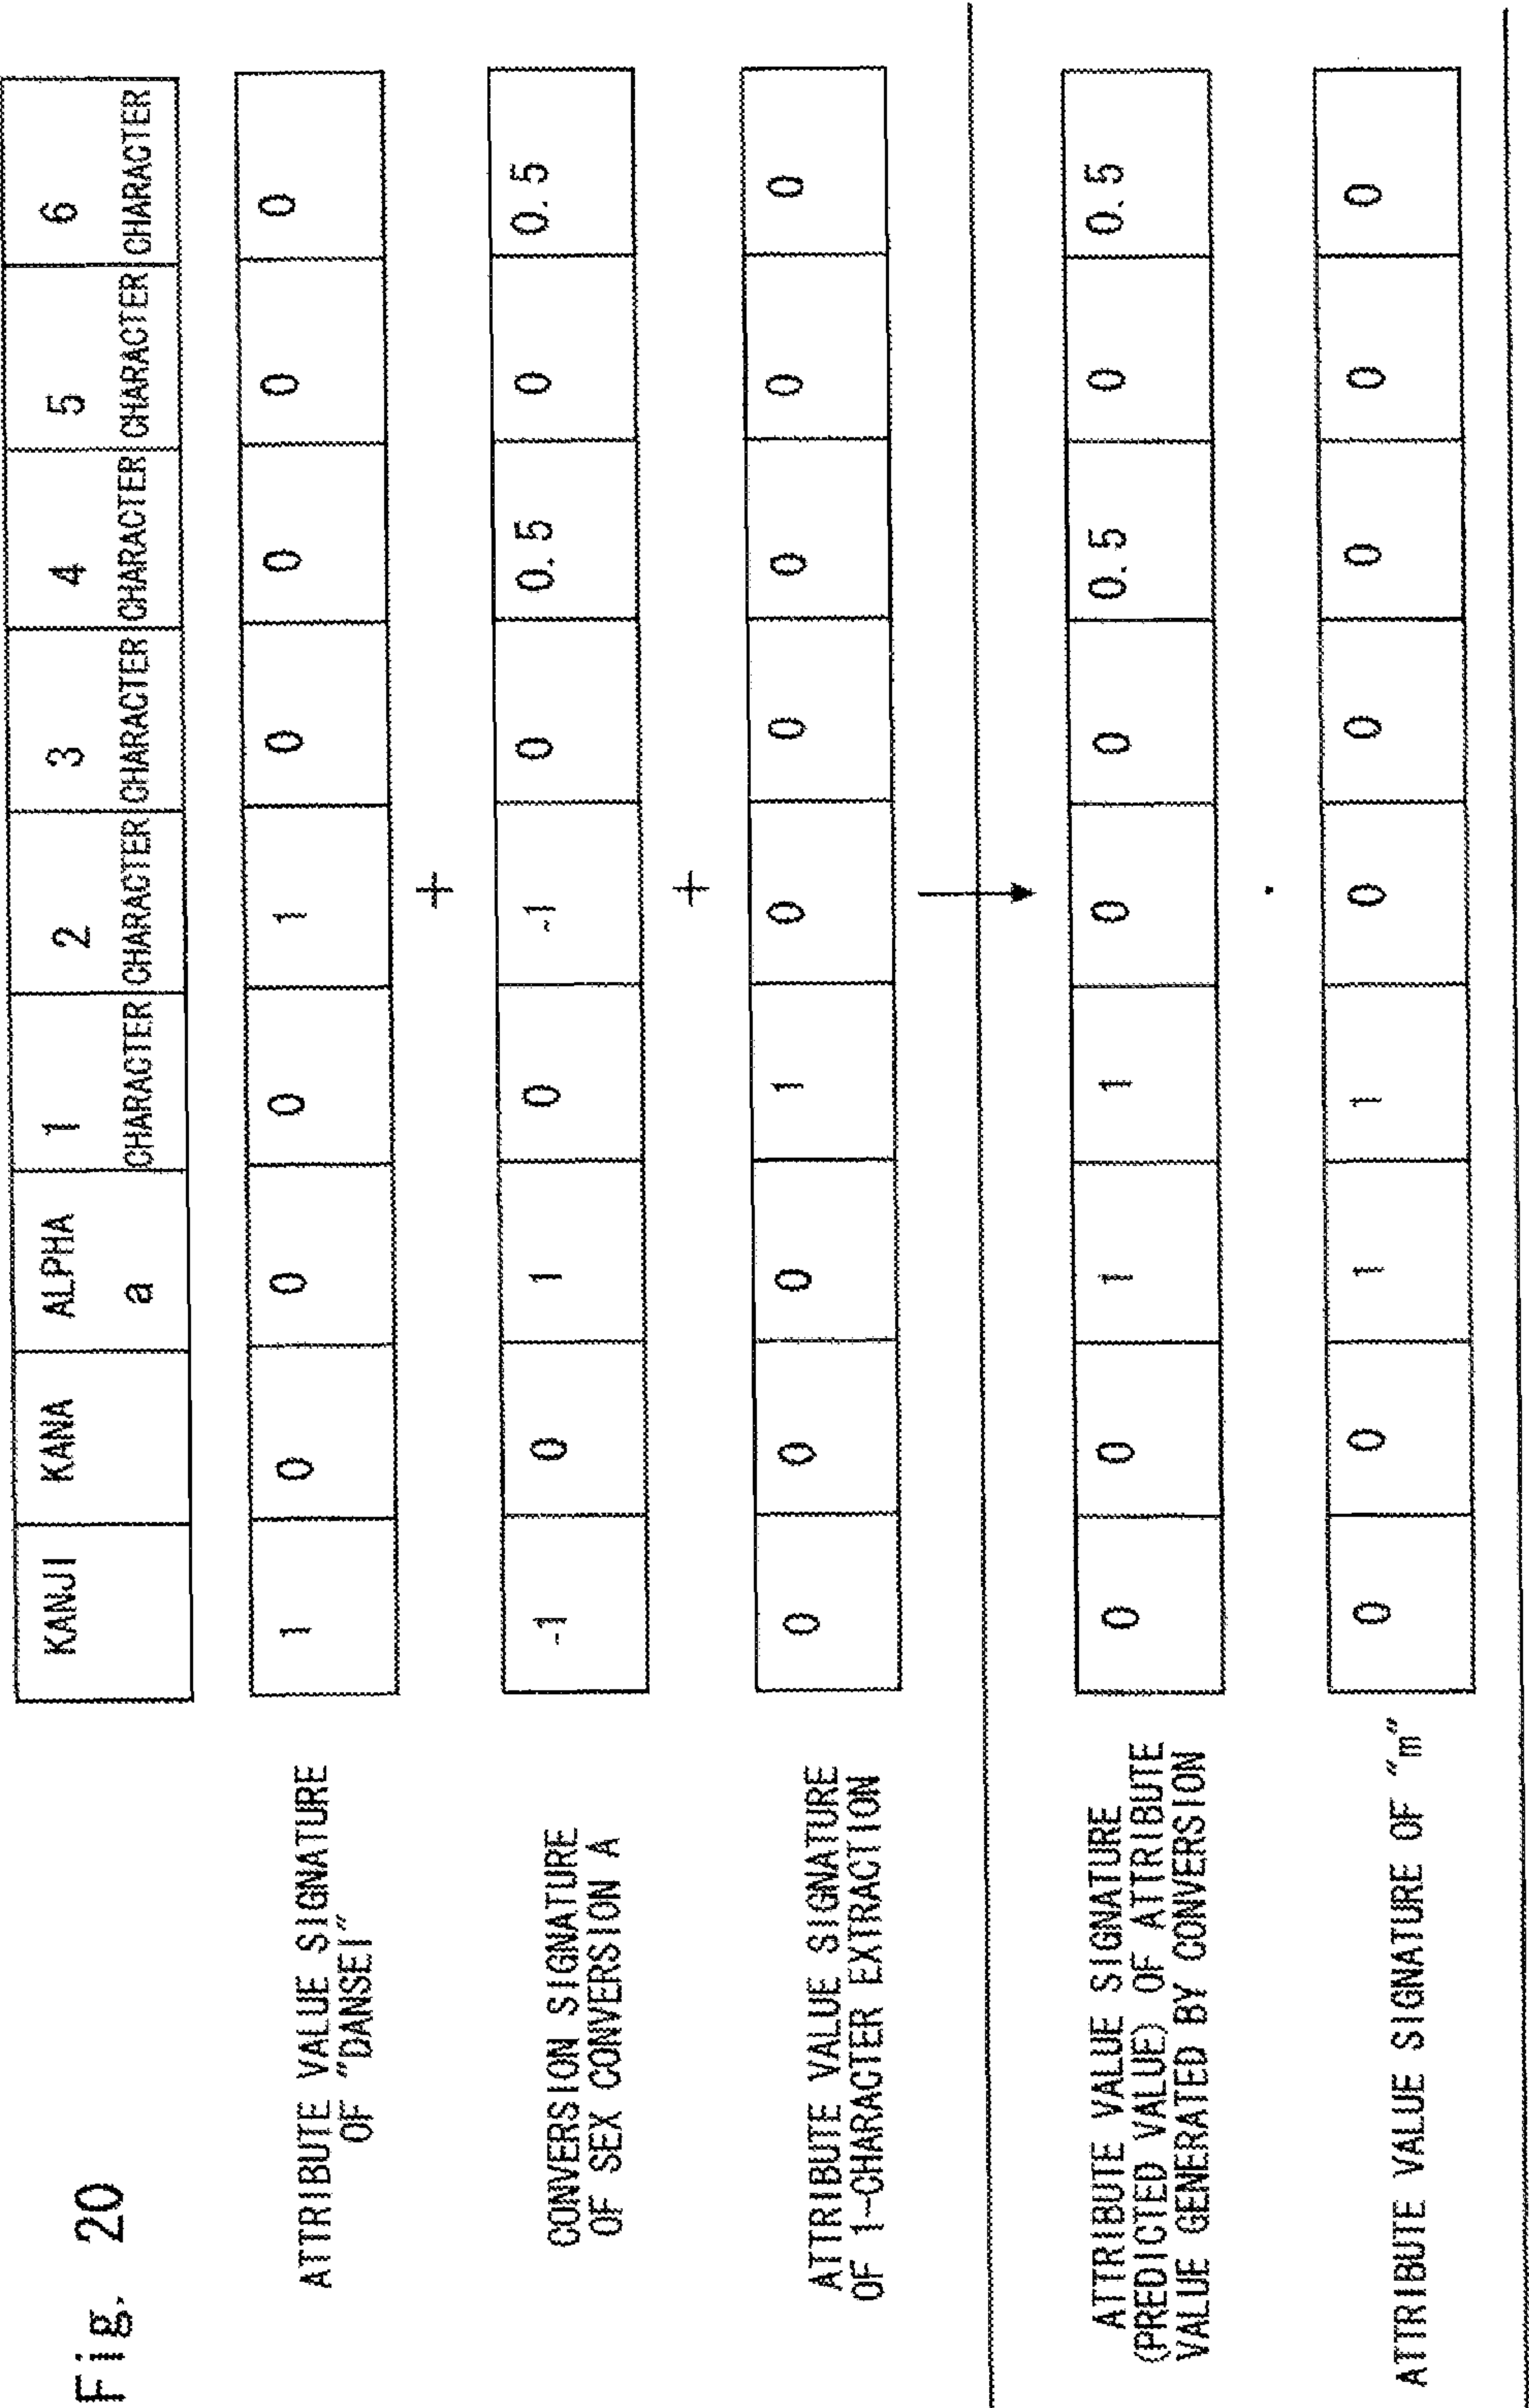 Fig. 20
KANJI KANA ALPHA 1 2 3 4 5 6
a CHARACTER CHARACTER CHARACTER CHARACTER CHARACTER CHARACTER
ATTRIBUTE VALUE SIGNATURE
OF "DANSEI"
1 0 0 0 1 0 0 0 0
+
CONVERSION SIGNATURE
OF SEX CONVERSION A
-1 0 1 0 -1 0 0.5 0 0.5
+
ATTRIBUTE VALUE SIGNATURE
OF 1-CHARACTER EXTRACTION
0 0 0 1 0 0 0 0 0
ATTRIBUTE VALUE SIGNATURE
(PREDICTED VALUE) OF ATTRIBUTE
VALUE GENERATED BY CONVERSION
0 0 1 1 0 0 0.5 0 0.5
·
ATTRIBUTE VALUE SIGNATURE OF "m"
0 0 1 1 0 0 0 0 0